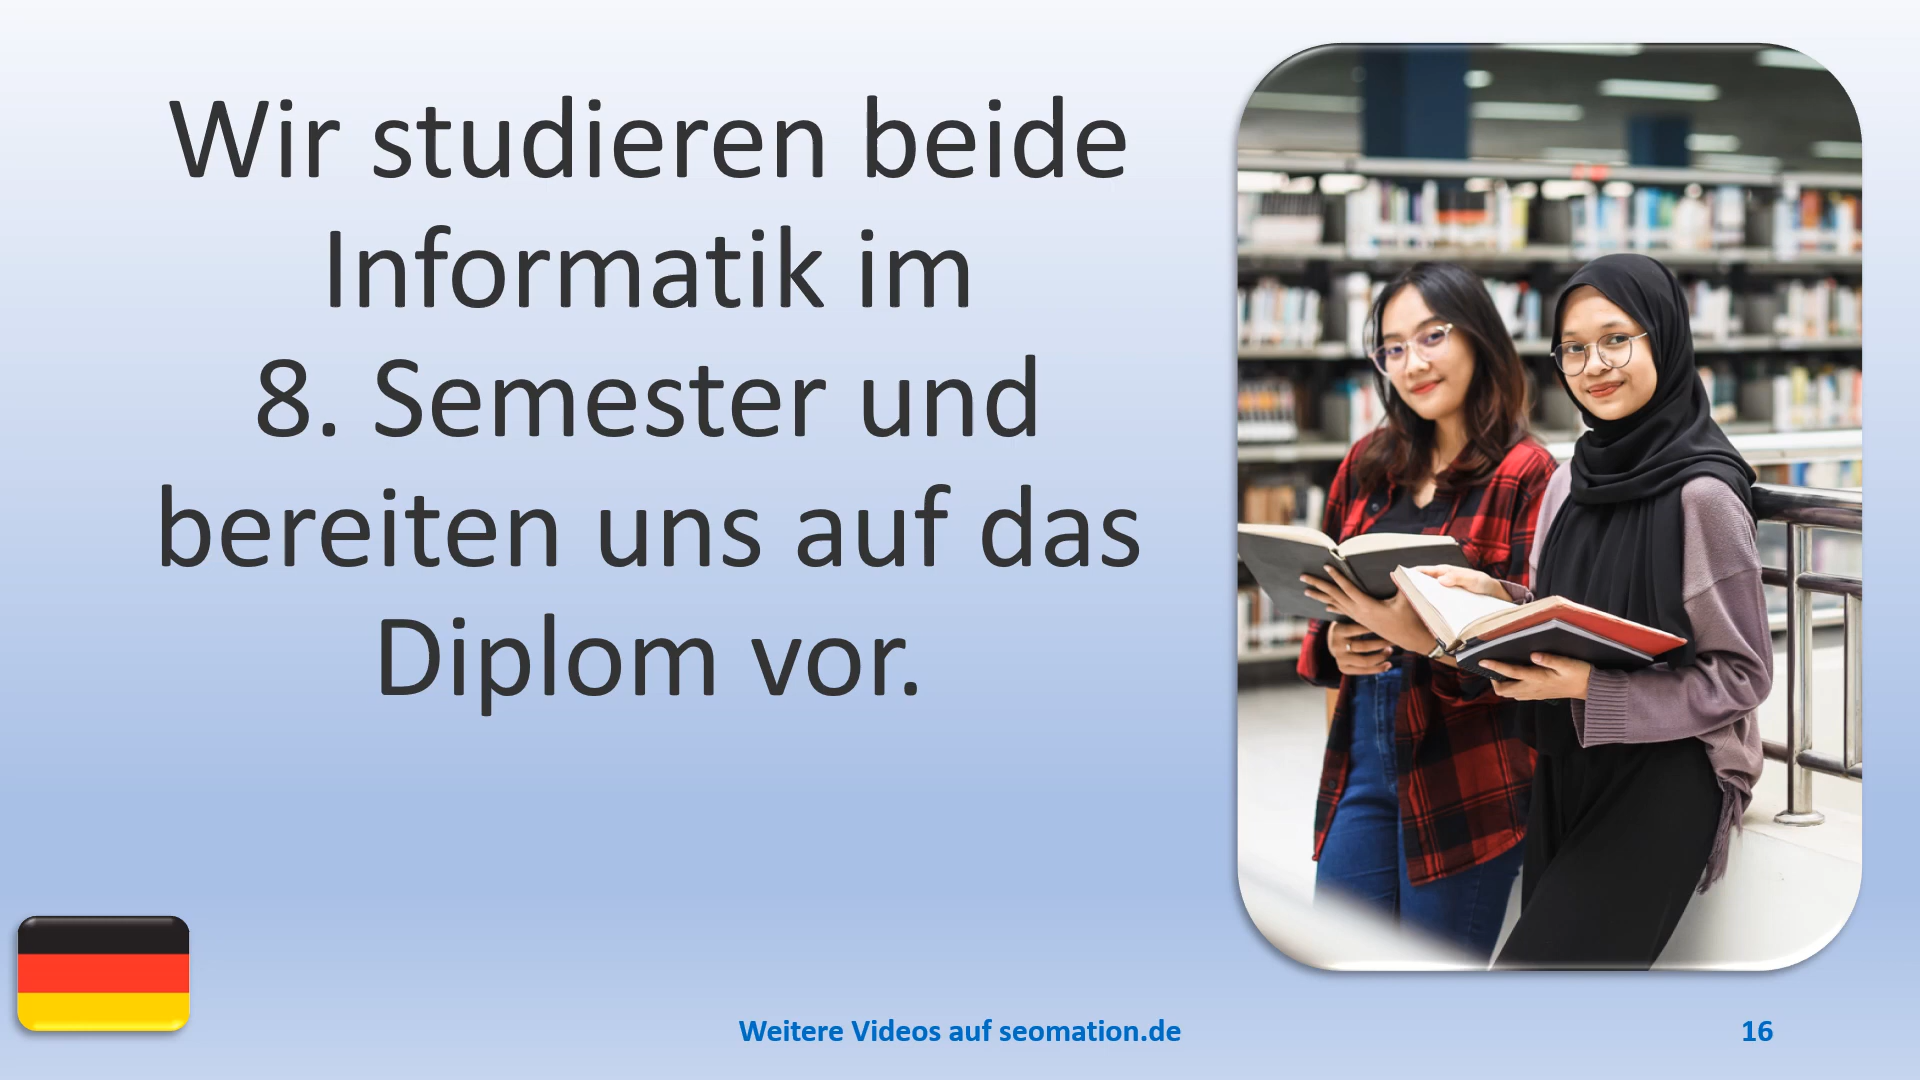 Wir studieren beide
Informatik im
8. Semester und
bereiten uns auf das
Diplom vor.
Weitere Videos auf seomation.de
16